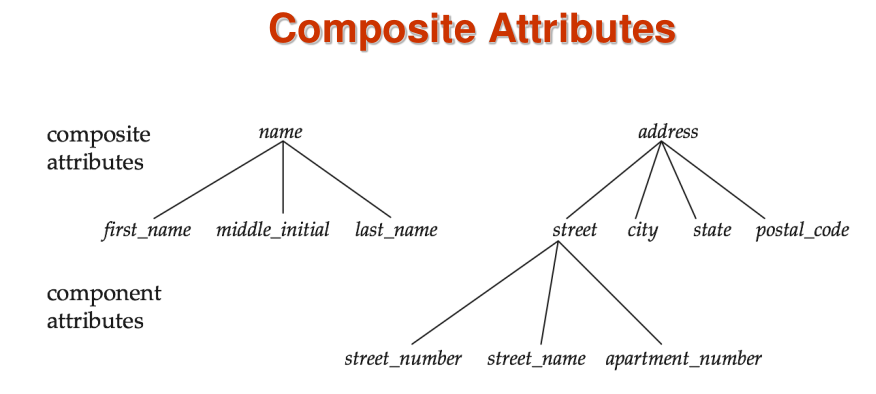 Composite Attributes
composite
attributes
name
address
first_name middle_initial last_name
street city state postal_code
component
attributes
street_number street_name apartment_number